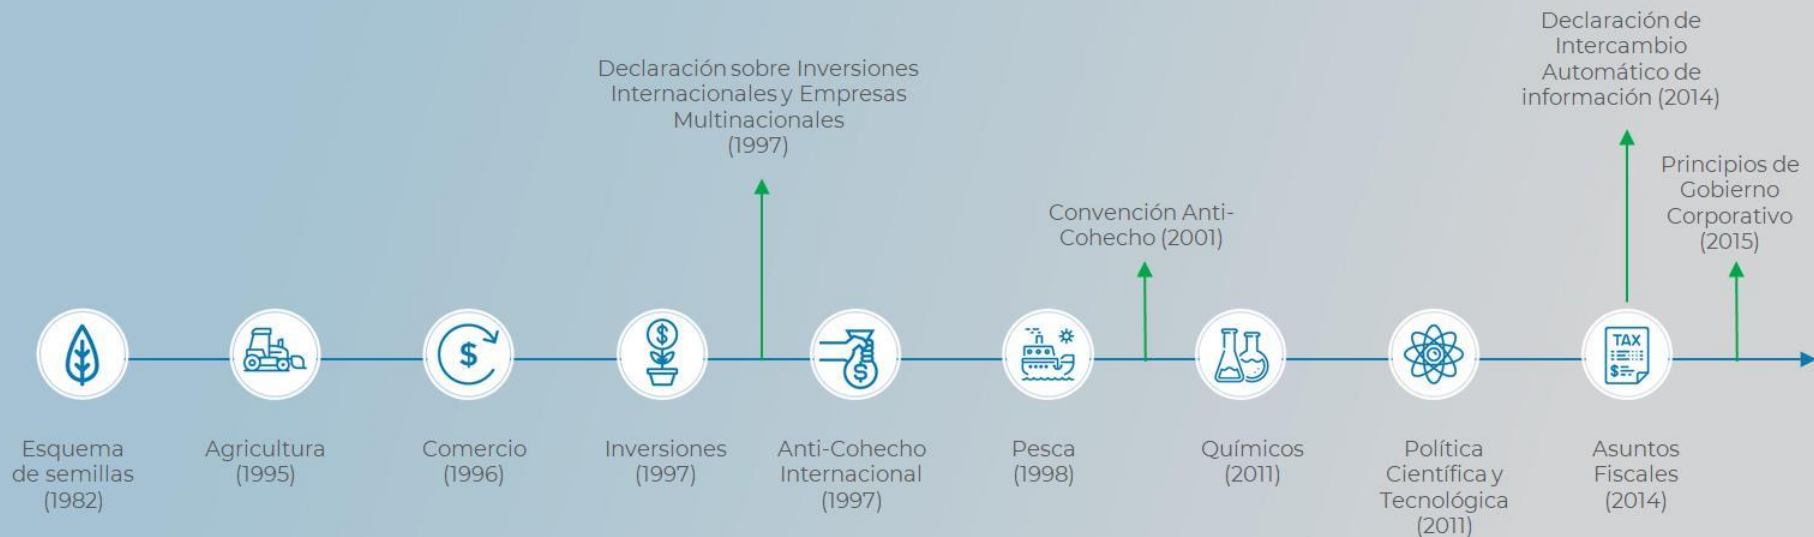 Declaración de
Intercambio
Automático de
información (2014)
Declaración sobre Inversiones
Internacionales y Empresas
Multinacionales
(1997)
Principios de
Gobierno
Corporativo
(2015)
Convención Anti-
Cohecho (2001)
$
$
$
TAX
$
Esquema
de semillas
(1982)
Agricultura
(1995)
Comercio
(1996)
Inversiones
(1997)
Anti-Cohecho
Internacional
(1997)
Pesca
(1998)
Químicos
(2011)
Política
Científica y
Tecnológica
(2011)
Asuntos
Fiscales
(2014)